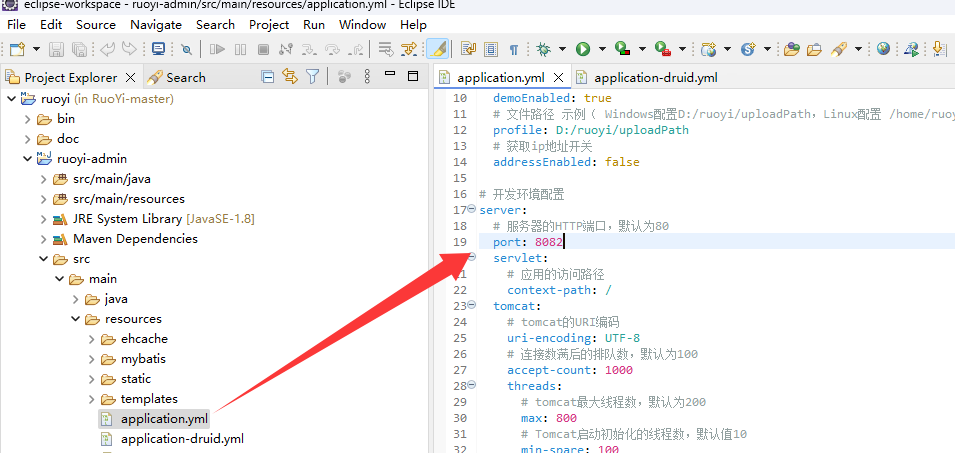 eclipse-workspace - ruoyi-admin/src/main/resources/application.yml - Eclipse IDE
File Edit Source Navigate Search Project Run Window Help
Project Explorer
Search
ruoyi (in RuoYi-master)
bin
doc
ruoyi-admin
src/main/java
src/main/resources
JRE System Library [JavaSE-1.8]
Maven Dependencies
src
main
java
resources
ehcache
mybatis
static
templates
application.yml
application-druid.yml
application.yml
application-druid.yml
10 demoEnabled: true
11 # 文件路径 示例（ Windows配置D:/ruoyi/uploadPath，Linux配置 /home/ruoy
12 profile: D:/ruoyi/uploadPath
13 # 获取ip地址开关
14 addressEnabled: false
15
16 # 开发环境配置
17 server:
18 # 服务器的HTTP端口，默认为80
19 port: 8082
servlet:
21 # 应用的访问路径
22 context-path: /
23 tomcat:
24 # tomcat的URI编码
25 uri-encoding: UTF-8
26 # 连接数满后的排队数，默认为100
27 accept-count: 1000
28 threads:
29 # tomcat最大线程数，默认为200
30 max: 800
31 # Tomcat启动初始化的线程数，默认值10
32 min-spare: 100